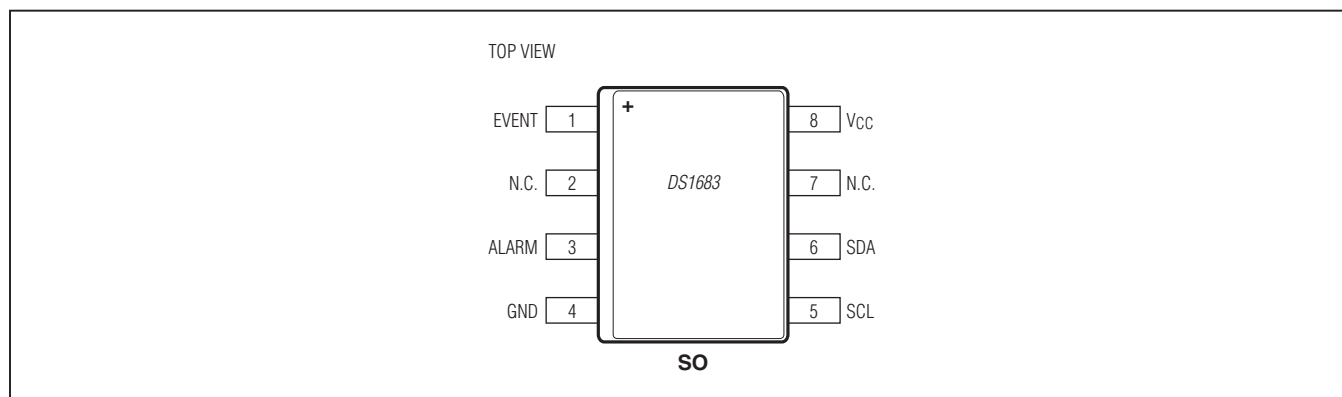 TOP VIEW
+
EVENT 1 8 VCC
N.C. 2 DS1683 7 N.C.
ALARM 3 6 SDA
GND 4 5 SCL
SO